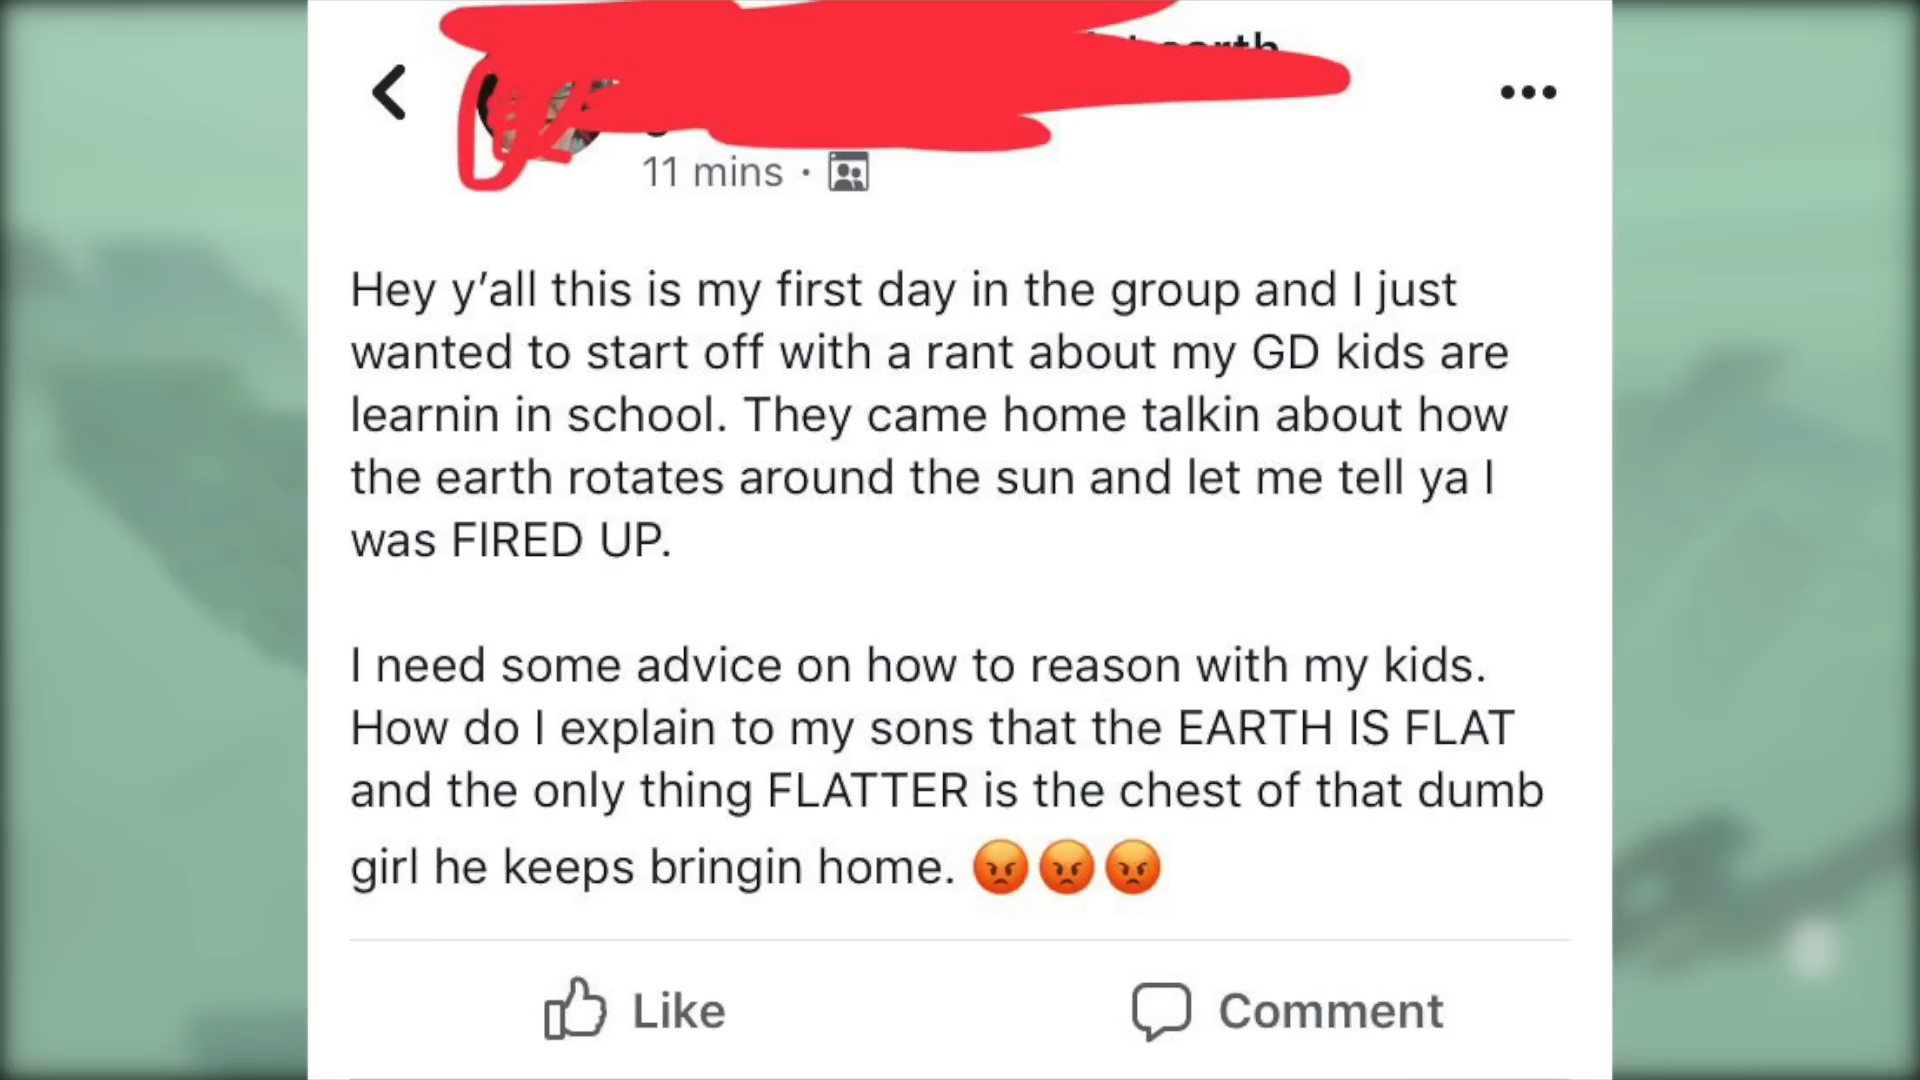 earth
11 mins ·
Hey y’all this is my first day in the group and I just
wanted to start off with a rant about my GD kids are
learnin in school. They came home talkin about how
the earth rotates around the sun and let me tell ya I
was FIRED UP.
I need some advice on how to reason with my kids.
How do I explain to my sons that the EARTH IS FLAT
and the only thing FLATTER is the chest of that dumb
girl he keeps bringin home. 😡😡😡
Like
Comment